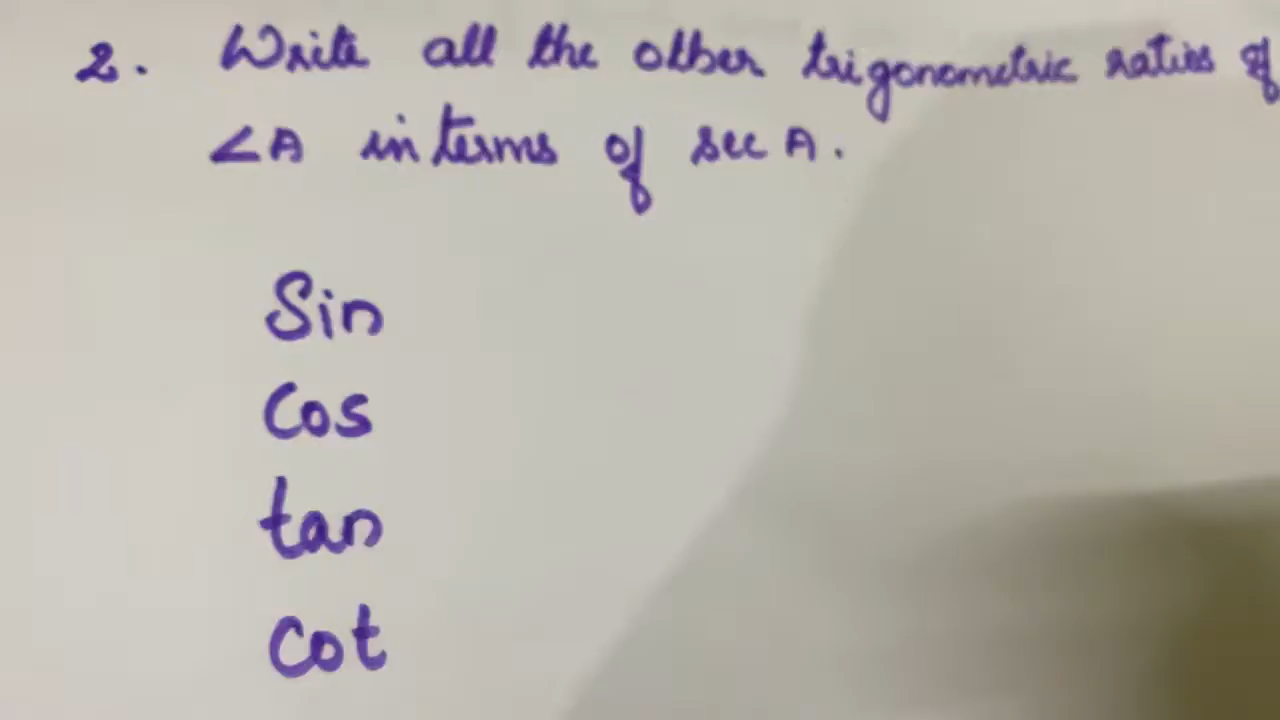 2. Write all the other trigonometric ratios of
∠A in terms of sec A.
Sin
Cos
tan
Cot